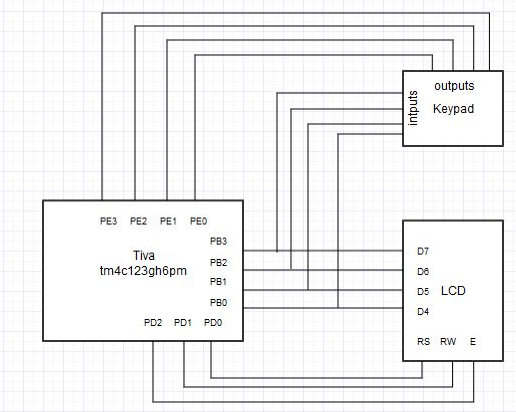 outputs
intputs
Keypad
PE3 PE2 PE1 PE0
Tiva
tm4c123gh6pm
PB3
PB2
PB1
PB0
PD2 PD1 PD0
D7
D6
D5
D4
LCD
RS RW E